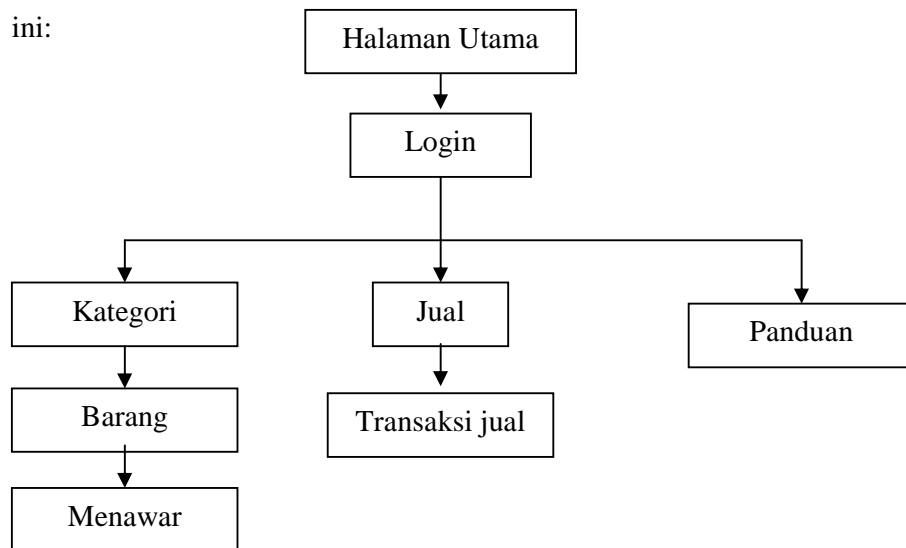 ini:
Halaman Utama
Login
Kategori
Jual
Panduan
Barang
Transaksi jual
Menawar